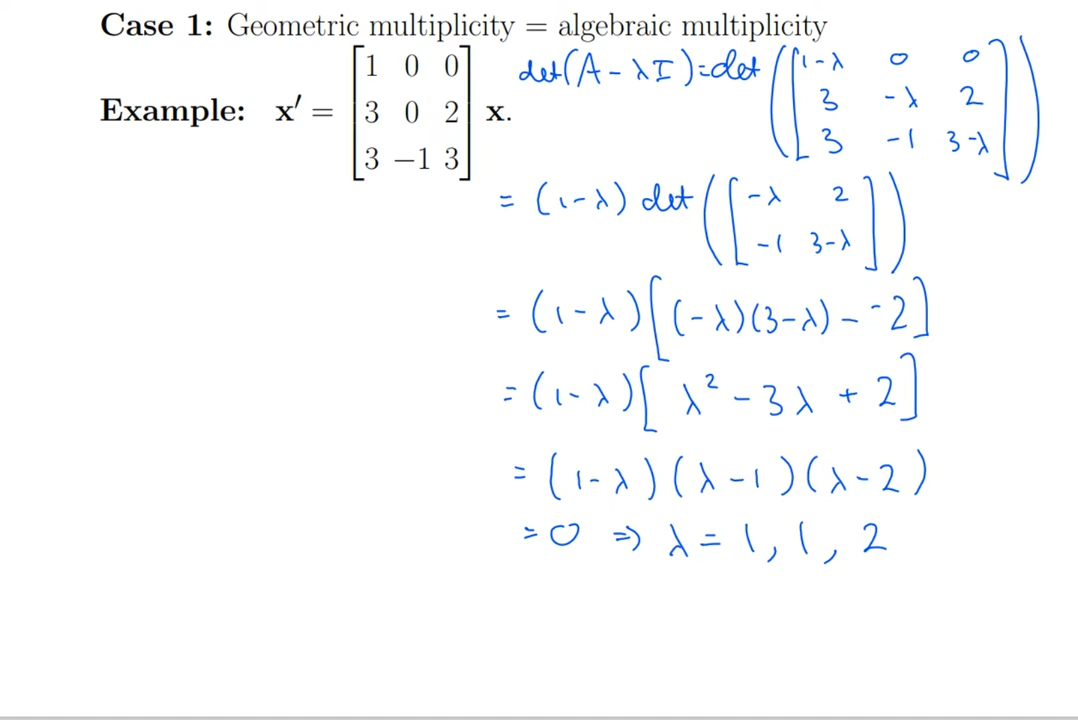 Case 1: Geometric multiplicity = algebraic multiplicity
Example: x′ = [1 0 0; 3 0 2; 3 −1 3] x.
det(A - λI) = det([1-λ 0 0; 3 -λ 2; 3 -1 3-λ])
= (1-λ) det([-λ 2; -1 3-λ])
= (1-λ)[(-λ)(3-λ) - -2]
= (1-λ)[λ² - 3λ + 2]
= (1-λ)(λ-1)(λ-2)
= 0 ⇒ λ = 1, 1, 2